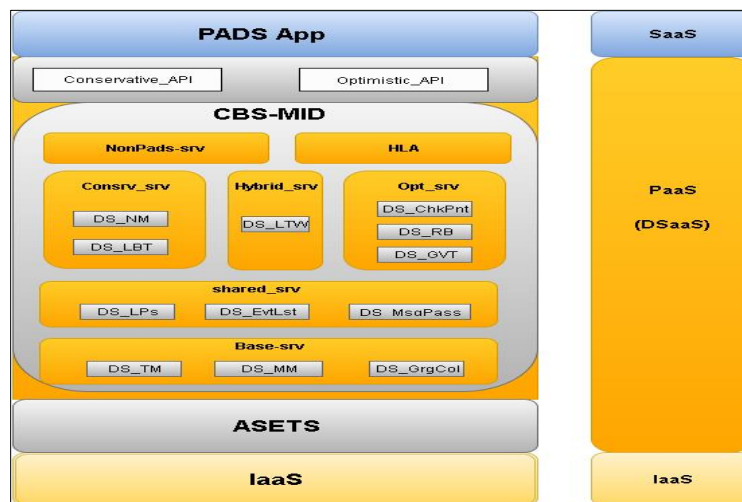 PADS App
Conservative_API
Optimistic_API
CBS-MID
NonPads-srv
HLA
Consrv_srv
DS_NM
DS_LBT
Hybrid_srv
DS_LTW
Opt_srv
DS_ChkPnt
DS_RB
DS_GVT
shared_srv
DS_LPs
DS_EvtLst
DS_MsgPass
Base-srv
DS_TM
DS_MM
DS_GrgCol
ASETS
IaaS
SaaS
PaaS
(DSaaS)
IaaS